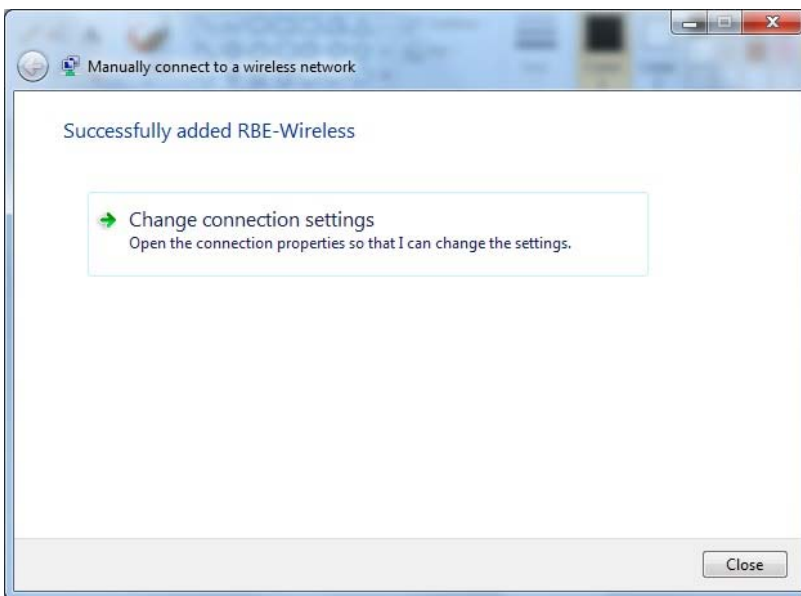 Manually connect to a wireless network
Successfully added RBE-Wireless
Change connection settings
Open the connection properties so that I can change the settings.
Close